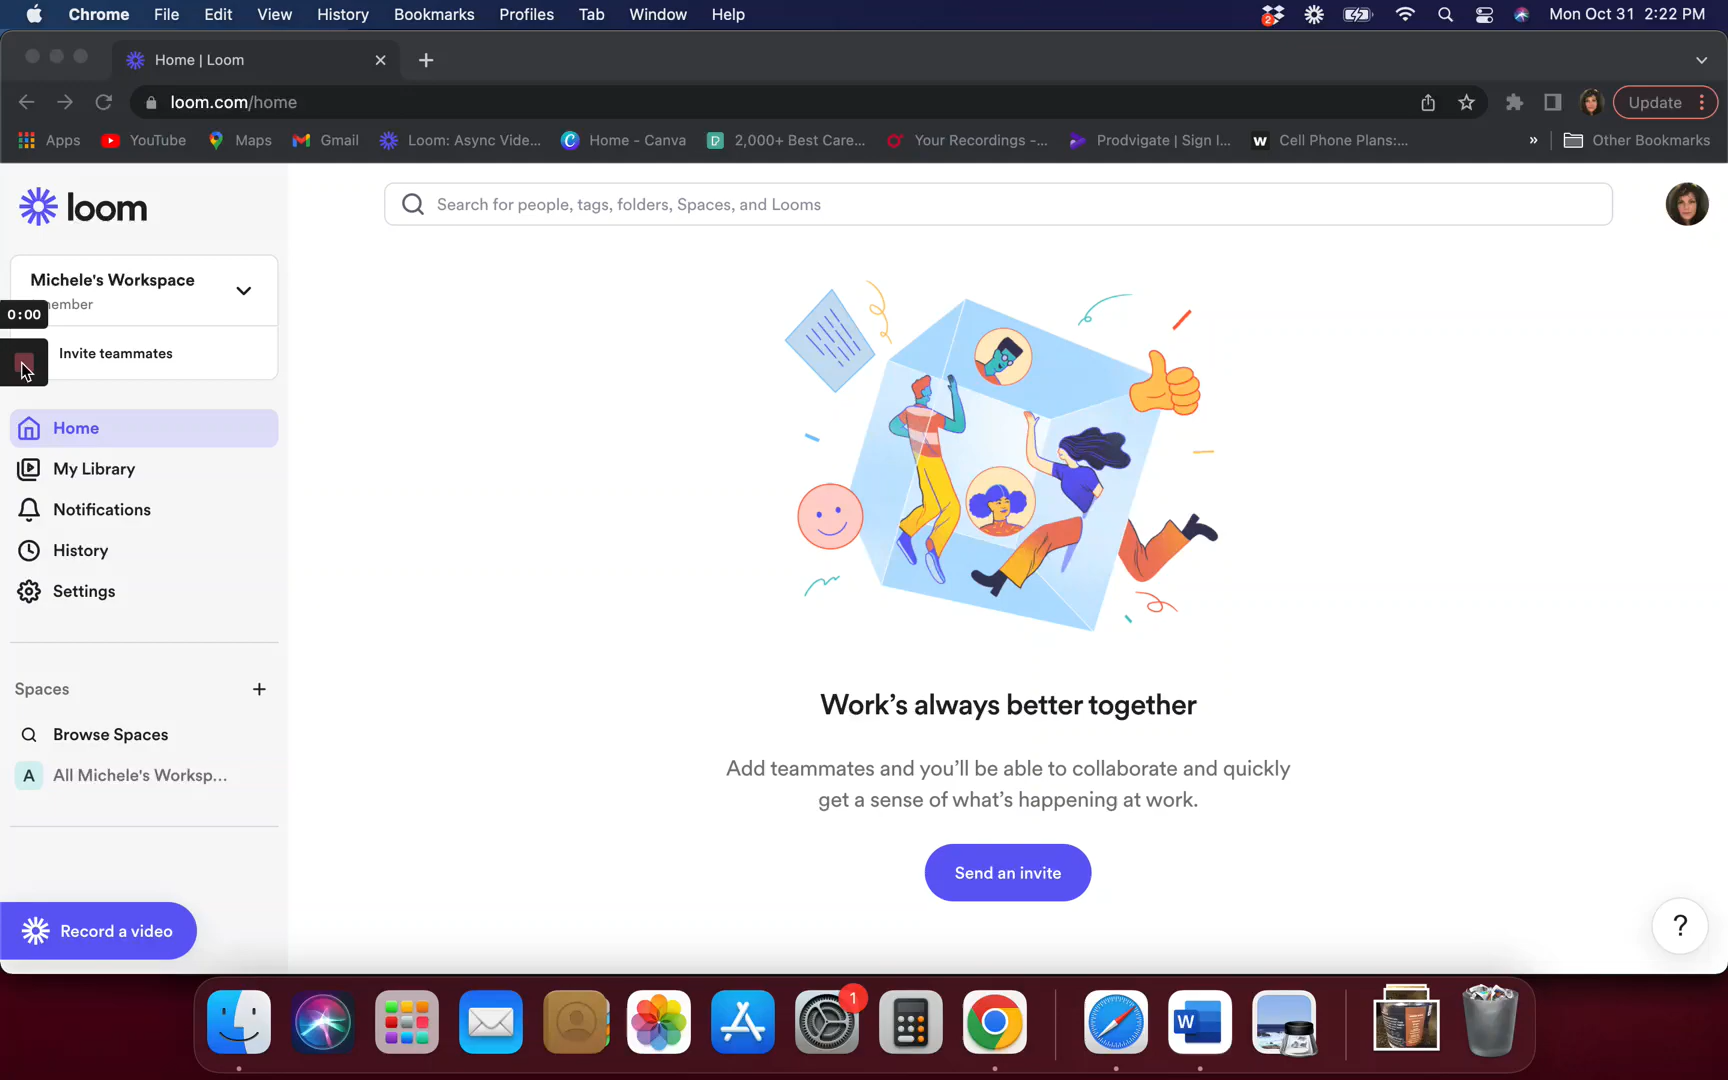 Chrome File Edit View History Bookmarks Profiles Tab Window Help 2 Mon Oct 31 2:22 PM
Home | Loom
loom.com/home Update
Apps YouTube Maps Gmail Loom: Async Vide... Home - Canva 2,000+ Best Care... Your Recordings -... Prodvigate | Sign I... W Cell Phone Plans:... » Other Bookmarks
loom
Search for people, tags, folders, Spaces, and Looms
Michele's Workspace
0:00
Invite teammates
Home
My Library
Notifications
History
Settings
Spaces +
Browse Spaces
A All Michele's Worksp...
Record a video
Work's always better together
Add teammates and you'll be able to collaborate and quickly
get a sense of what's happening at work.
Send an invite
?
1
W